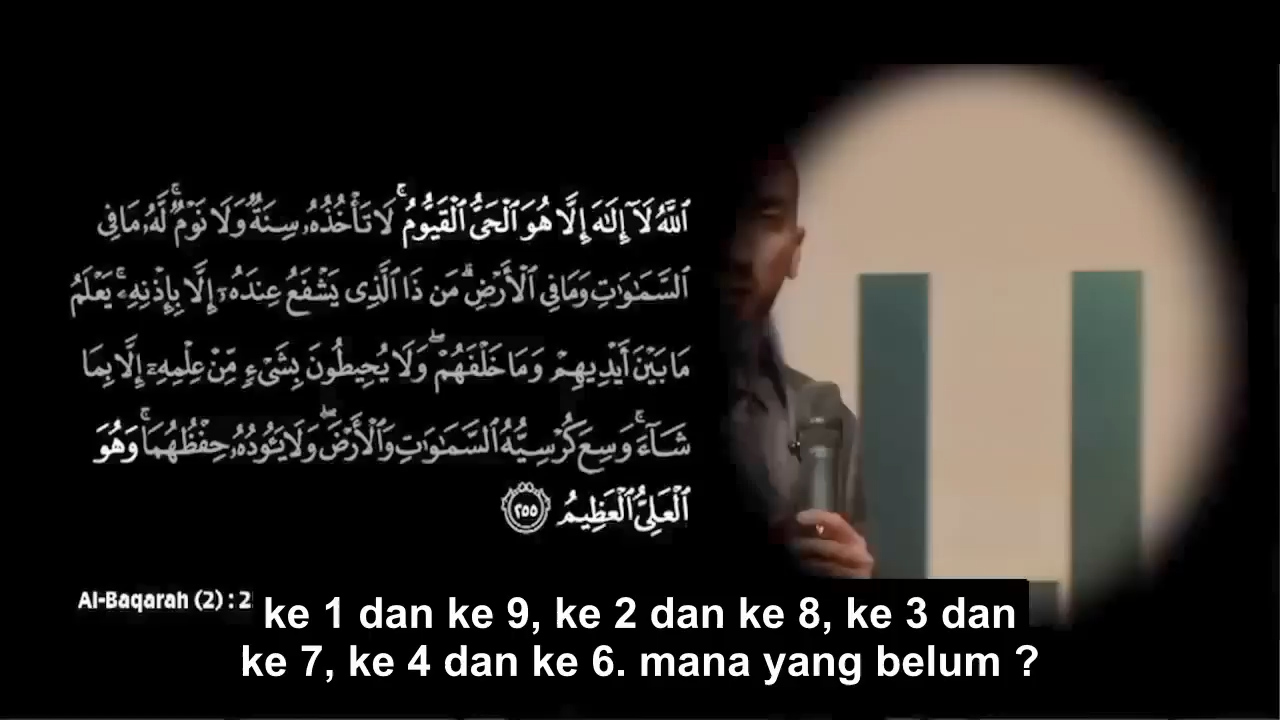 ٱللَّهُ لَآ إِلَٰهَ إِلَّا هُوَ ٱلْحَىُّ ٱلْقَيُّومُ ۚ لَا تَأْخُذُهُۥ سِنَةٌ وَلَا نَوْمٌ ۚ لَّهُۥ مَا فِى
ٱلسَّمَٰوَٰتِ وَمَا فِى ٱلْأَرْضِ ۗ مَن ذَا ٱلَّذِى يَشْفَعُ عِندَهُۥٓ إِلَّا بِإِذْنِهِۦ ۚ يَعْلَمُ
مَا بَيْنَ أَيْدِيهِمْ وَمَا خَلْفَهُمْ ۖ وَلَا يُحِيطُونَ بِشَىْءٍ مِّنْ عِلْمِهِۦٓ إِلَّا بِمَا
شَآءَ ۚ وَسِعَ كُرْسِيُّهُ ٱلسَّمَٰوَٰتِ وَٱلْأَرْضَ ۖ وَلَا يَـُٔودُهُۥ حِفْظُهُمَا ۚ وَهُوَ
ٱلْعَلِىُّ ٱلْعَظِيمُ ٢٥٥
Al-Baqarah (2) : 2
ke 1 dan ke 9, ke 2 dan ke 8, ke 3 dan
ke 7, ke 4 dan ke 6. mana yang belum ?